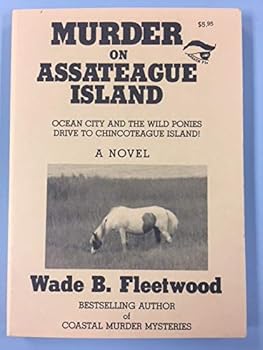 $5.95
MURDER
ON
ASSATEAGUE
ISLAND
OCEAN CITY AND THE WILD PONIES
DRIVE TO CHINCOTEAGUE ISLAND!
A NOVEL
Wade B. Fleetwood
BESTSELLING AUTHOR
of
COASTAL MURDER MYSTERIES